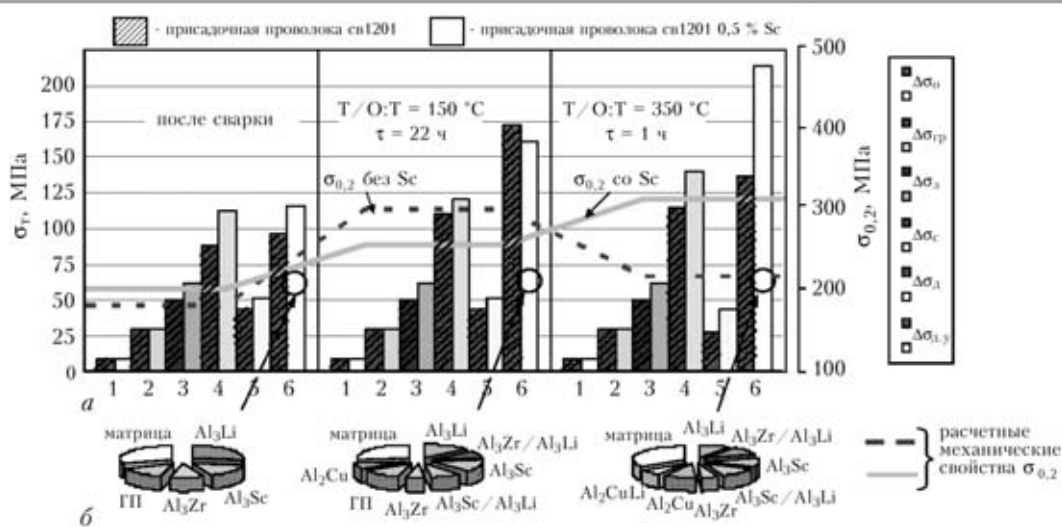 - присадочная проволока св1201 - присадочная проволока св1201 0,5 % Sc
σт, МПа
200
175
150
125
100
75
50
25
0
после сварки
Т/О:Т = 150 °С
τ = 22 ч
Т/О:Т = 350 °С
τ = 1 ч
σ0,2 без Sc
σ0,2 со Sc
500
400
300
200
100
σ0,2, МПа
Δσо
Δσгр
Δσз
Δσс
Δσд
Δσд.у
1 2 3 4 5 6 1 2 3 4 5 6 1 2 3 4 5 6
а
матрица Al3Li
ГП Al3Zr Al3Sc
матрица Al3Li
Al3Zr/Al3Li
Al3Sc
Al2Cu
ГП Al3Zr Al3Sc/Al3Li
матрица Al3Li
Al3Zr/Al3Li
Al3Sc
Al2CuLi
Al2Cu Al3Zr Al3Sc/Al3Li
б
расчетные
механические
свойства σ0,2